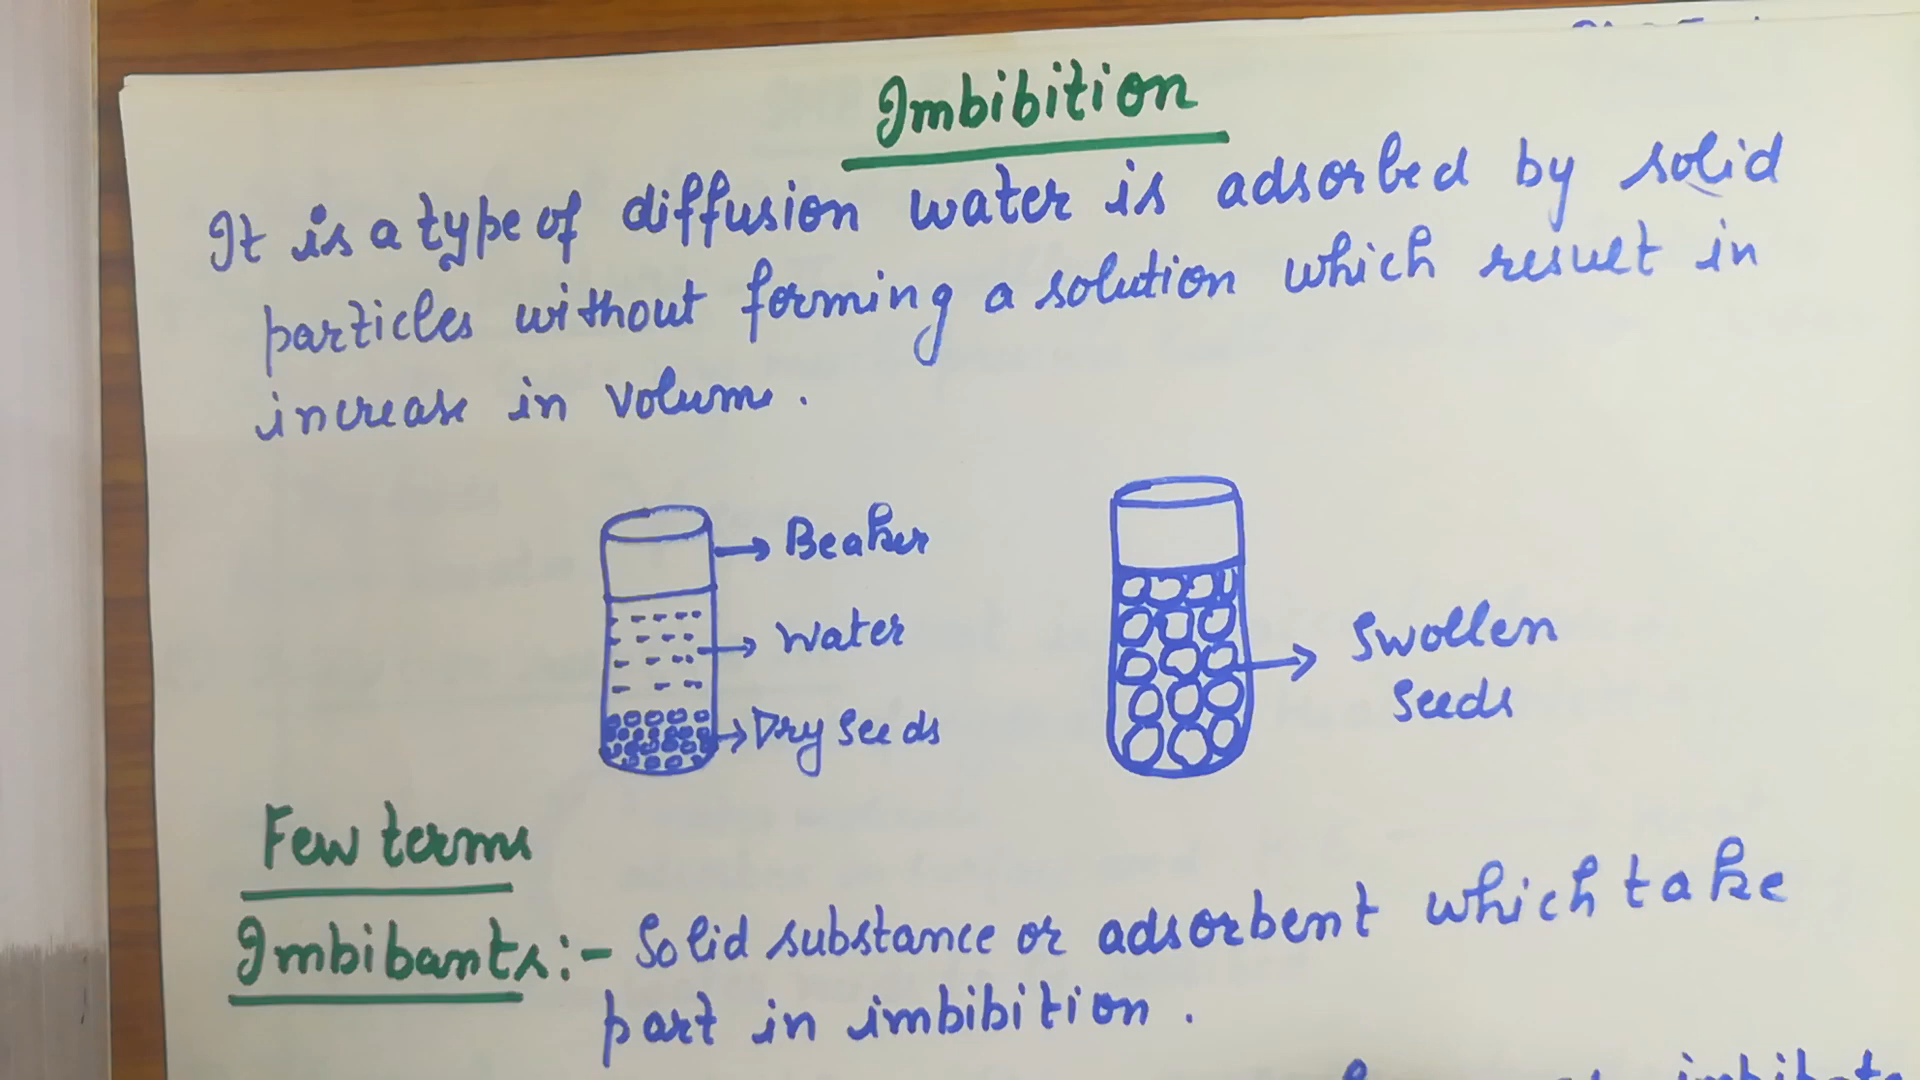 Imbibition
It is a type of diffusion water is adsorbed by solid
particles without forming a solution which result in
increase in volume.
Beaker
Water
Dry seeds
Swollen
seeds
Few terms
Imbibants:- Solid substance or adsorbent which take
part in imbibition.